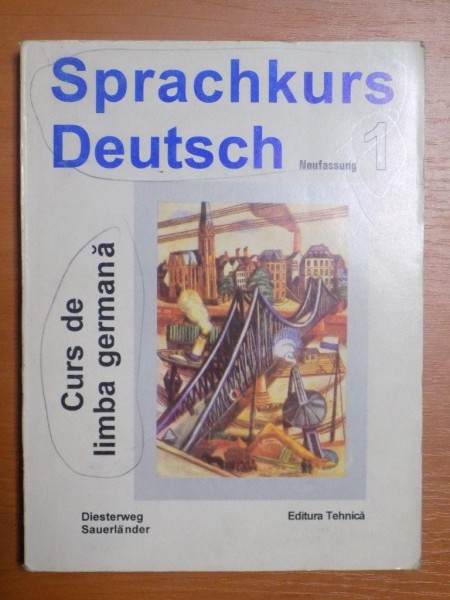 Sprachkurs
Deutsch Neufassung 1
Curs de
limba germană
Diesterweg
Sauerländer
Editura Tehnică